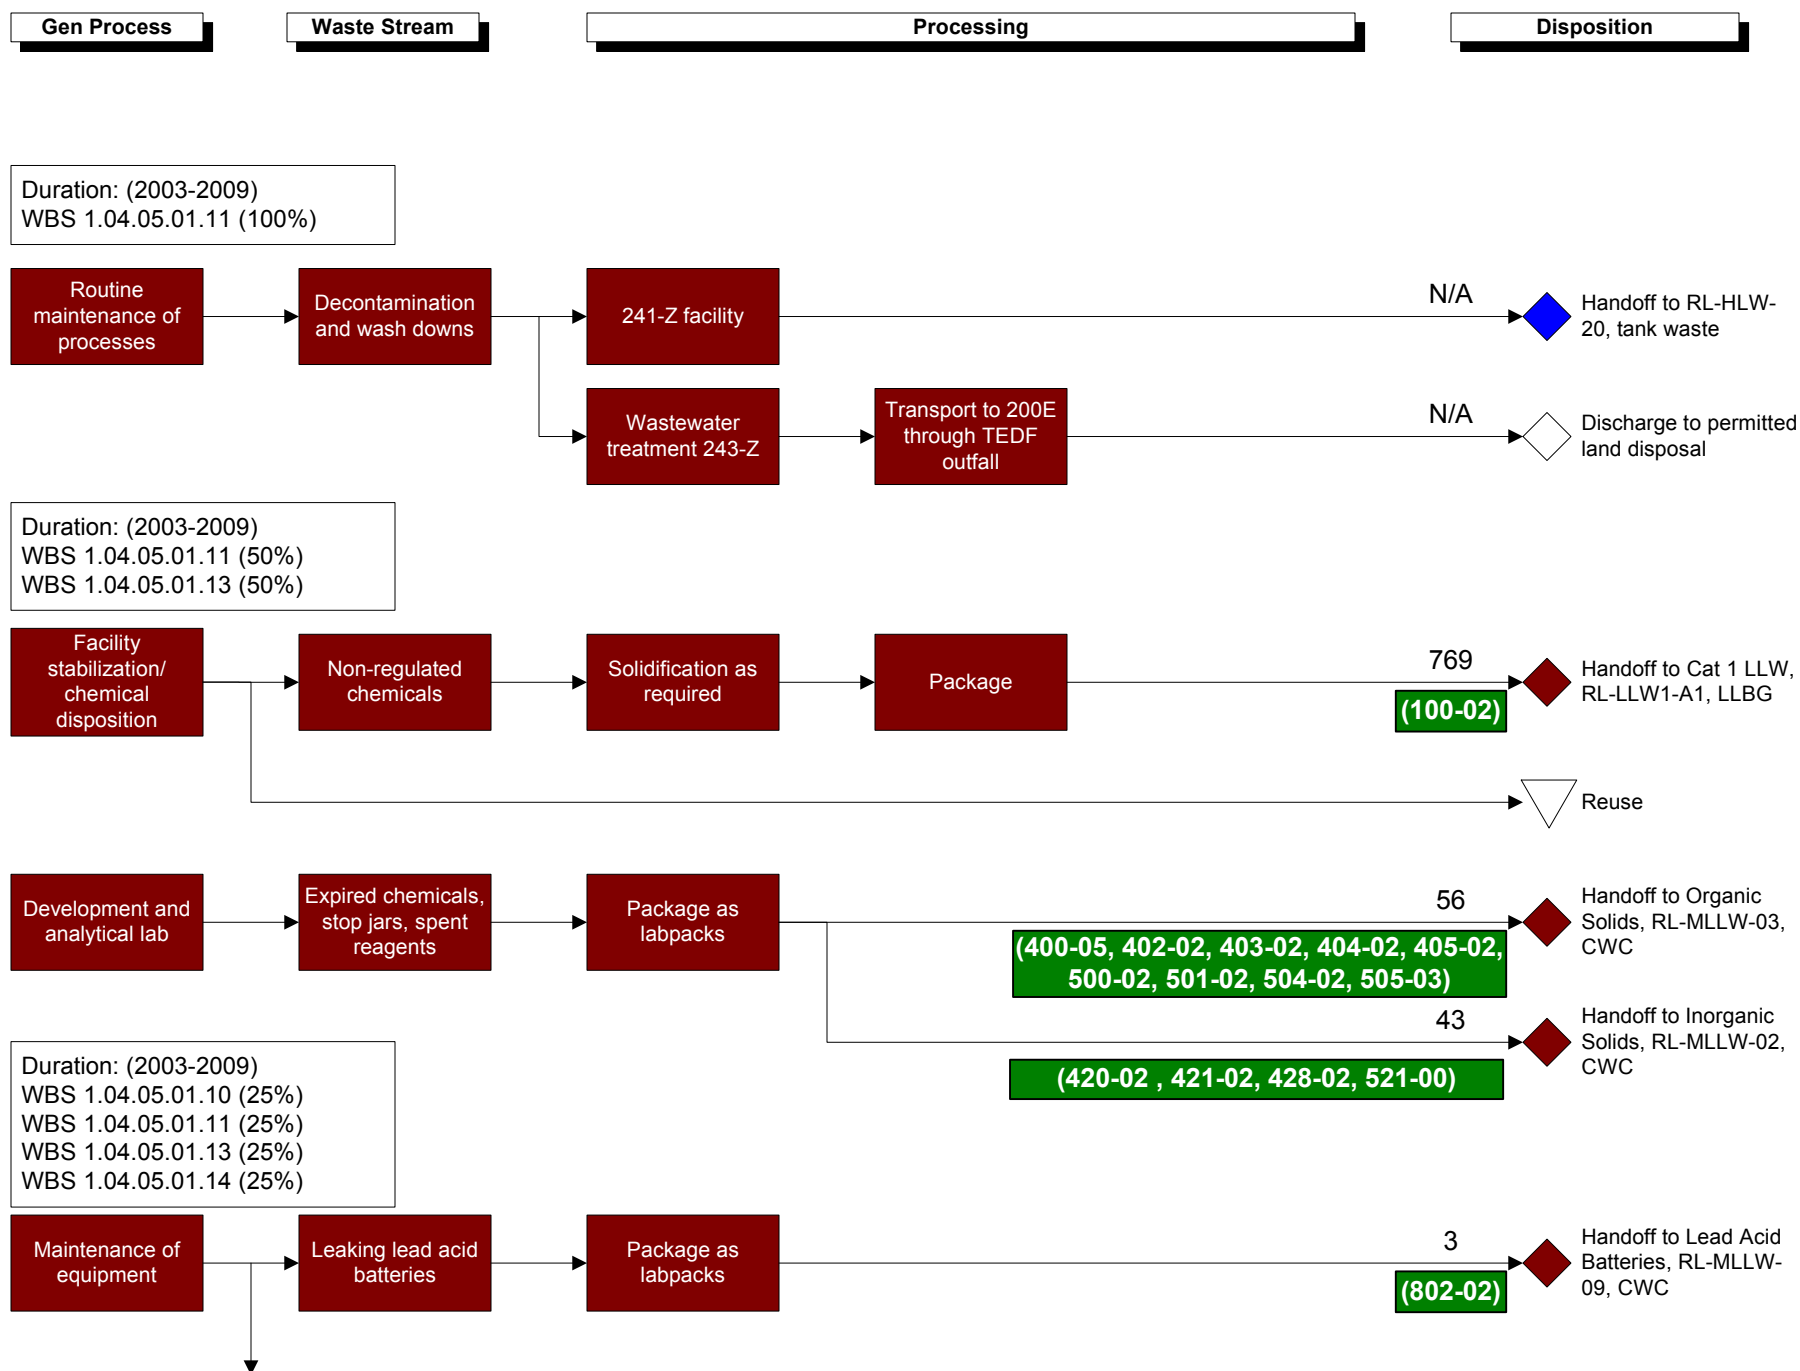 Gen Process
Waste Stream
Processing
Disposition
Duration: (2003-2009)
WBS 1.04.05.01.11 (100%)
Routine
maintenance of
processes
Decontamination
and wash downs
241-Z facility
N/A
Handoff to RL-HLW-
20, tank waste
Wastewater
treatment 243-Z
Transport to 200E
through TEDF
outfall
N/A
Discharge to permitted
land disposal
Duration: (2003-2009)
WBS 1.04.05.01.11 (50%)
WBS 1.04.05.01.13 (50%)
Facility
stabilization/
chemical
disposition
Non-regulated
chemicals
Solidification as
required
Package
769
(100-02)
Handoff to Cat 1 LLW,
RL-LLW1-A1, LLBG
Reuse
Development and
analytical lab
Expired chemicals,
stop jars, spent
reagents
Package as
labpacks
56
(400-05, 402-02, 403-02, 404-02, 405-02,
500-02, 501-02, 504-02, 505-03)
Handoff to Organic
Solids, RL-MLLW-03,
CWC
43
(420-02 , 421-02, 428-02, 521-00)
Handoff to Inorganic
Solids, RL-MLLW-02,
CWC
Duration: (2003-2009)
WBS 1.04.05.01.10 (25%)
WBS 1.04.05.01.11 (25%)
WBS 1.04.05.01.13 (25%)
WBS 1.04.05.01.14 (25%)
Maintenance of
equipment
Leaking lead acid
batteries
Package as
labpacks
3
(802-02)
Handoff to Lead Acid
Batteries, RL-MLLW-
09, CWC